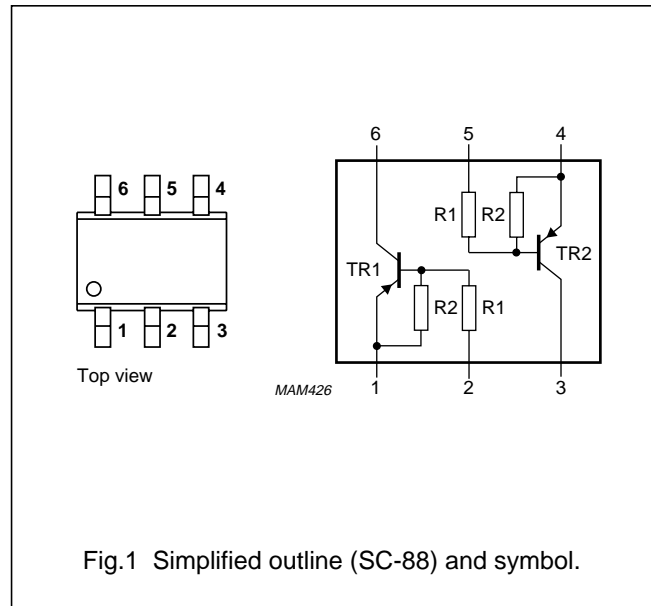 6 5 4
6 5 4
R1 R2
TR1 TR2
R2 R1
1 2 3
Top view
MAM426
1 2 3
Fig.1 Simplified outline (SC-88) and symbol.